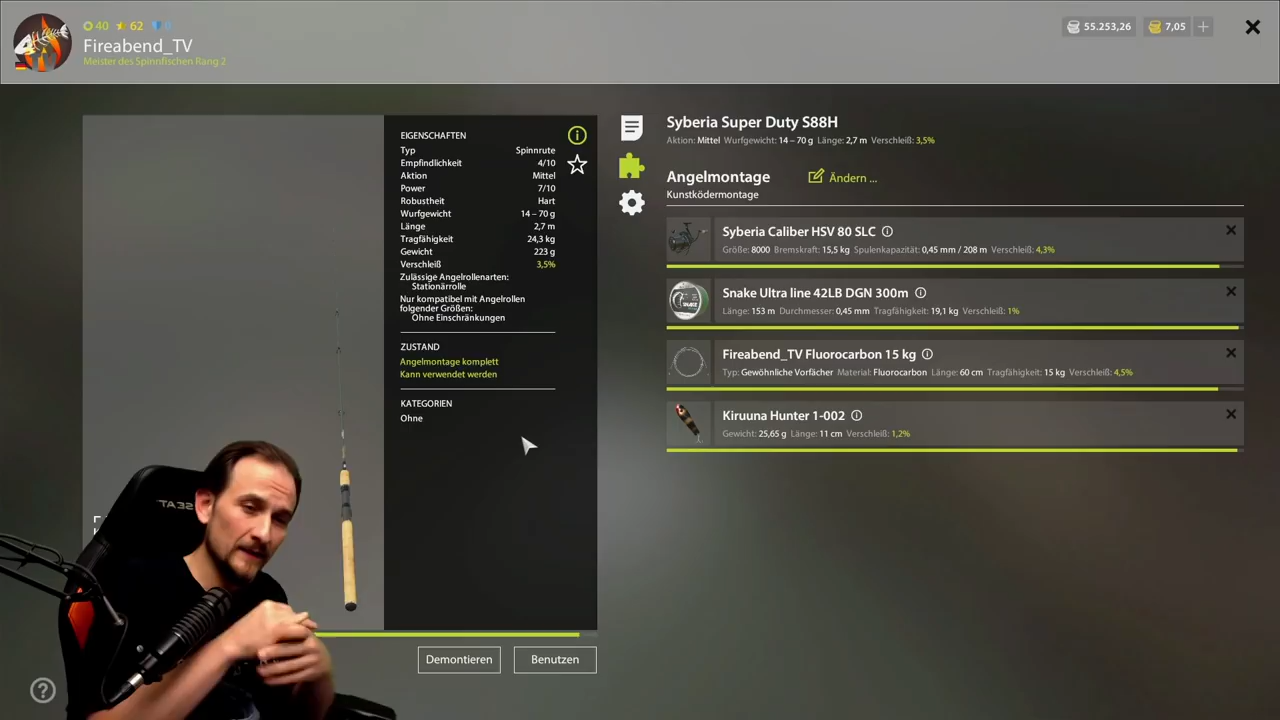 40 62 0
Fireabend_TV
Meister des Spinnfischen Rang 2
55.253,26 7,05 +
EIGENSCHAFTEN
Typ Spinnrute
Empfindlichkeit 4/10
Aktion Mittel
Power 7/10
Robustheit Hart
Wurfgewicht 14 – 70 g
Länge 2,7 m
Tragfähigkeit 24,3 kg
Gewicht 223 g
Verschleiß 3,5%
Zulässige Angelrollenarten:
Stationärrolle
Nur kompatibel mit Angelrollen
folgender Größen:
Ohne Einschränkungen
ZUSTAND
Angelmontage komplett
Kann verwendet werden
KATEGORIEN
Ohne
Demontieren
Benutzen
Syberia Super Duty S88H
Aktion: Mittel Wurfgewicht: 14 – 70 g Länge: 2,7 m Verschleiß: 3,5%
Angelmontage
Ändern ...
Kunstködermontage
Syberia Caliber HSV 80 SLC
Größe: 8000 Bremskraft: 15,5 kg Spulenkapazität: 0,45 mm / 208 m Verschleiß: 4,3%
Snake Ultra line 42LB DGN 300m
Länge: 153 m Durchmesser: 0,45 mm Tragfähigkeit: 19,1 kg Verschleiß: 1%
Fireabend_TV Fluorocarbon 15 kg
Typ: Gewöhnliche Vorfächer Material: Fluorocarbon Länge: 60 cm Tragfähigkeit: 15 kg Verschleiß: 4,5%
Kiruuna Hunter 1-002
Gewicht: 25,65 g Länge: 11 cm Verschleiß: 1,2%
?